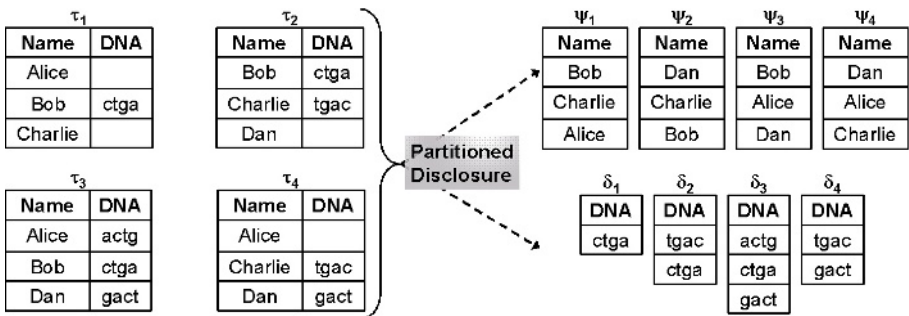 τ1
Name DNA
Alice
Bob ctga
Charlie
τ2
Name DNA
Bob ctga
Charlie tgac
Dan
τ3
Name DNA
Alice actg
Bob ctga
Dan gact
τ4
Name DNA
Alice
Charlie tgac
Dan gact
Partitioned
Disclosure
ψ1
Name
Bob
Charlie
Alice
ψ2
Name
Dan
Charlie
Bob
ψ3
Name
Bob
Alice
Dan
ψ4
Name
Dan
Alice
Charlie
δ1
DNA
ctga
δ2
DNA
tgac
ctga
δ3
DNA
actg
ctga
gact
δ4
DNA
tgac
gact